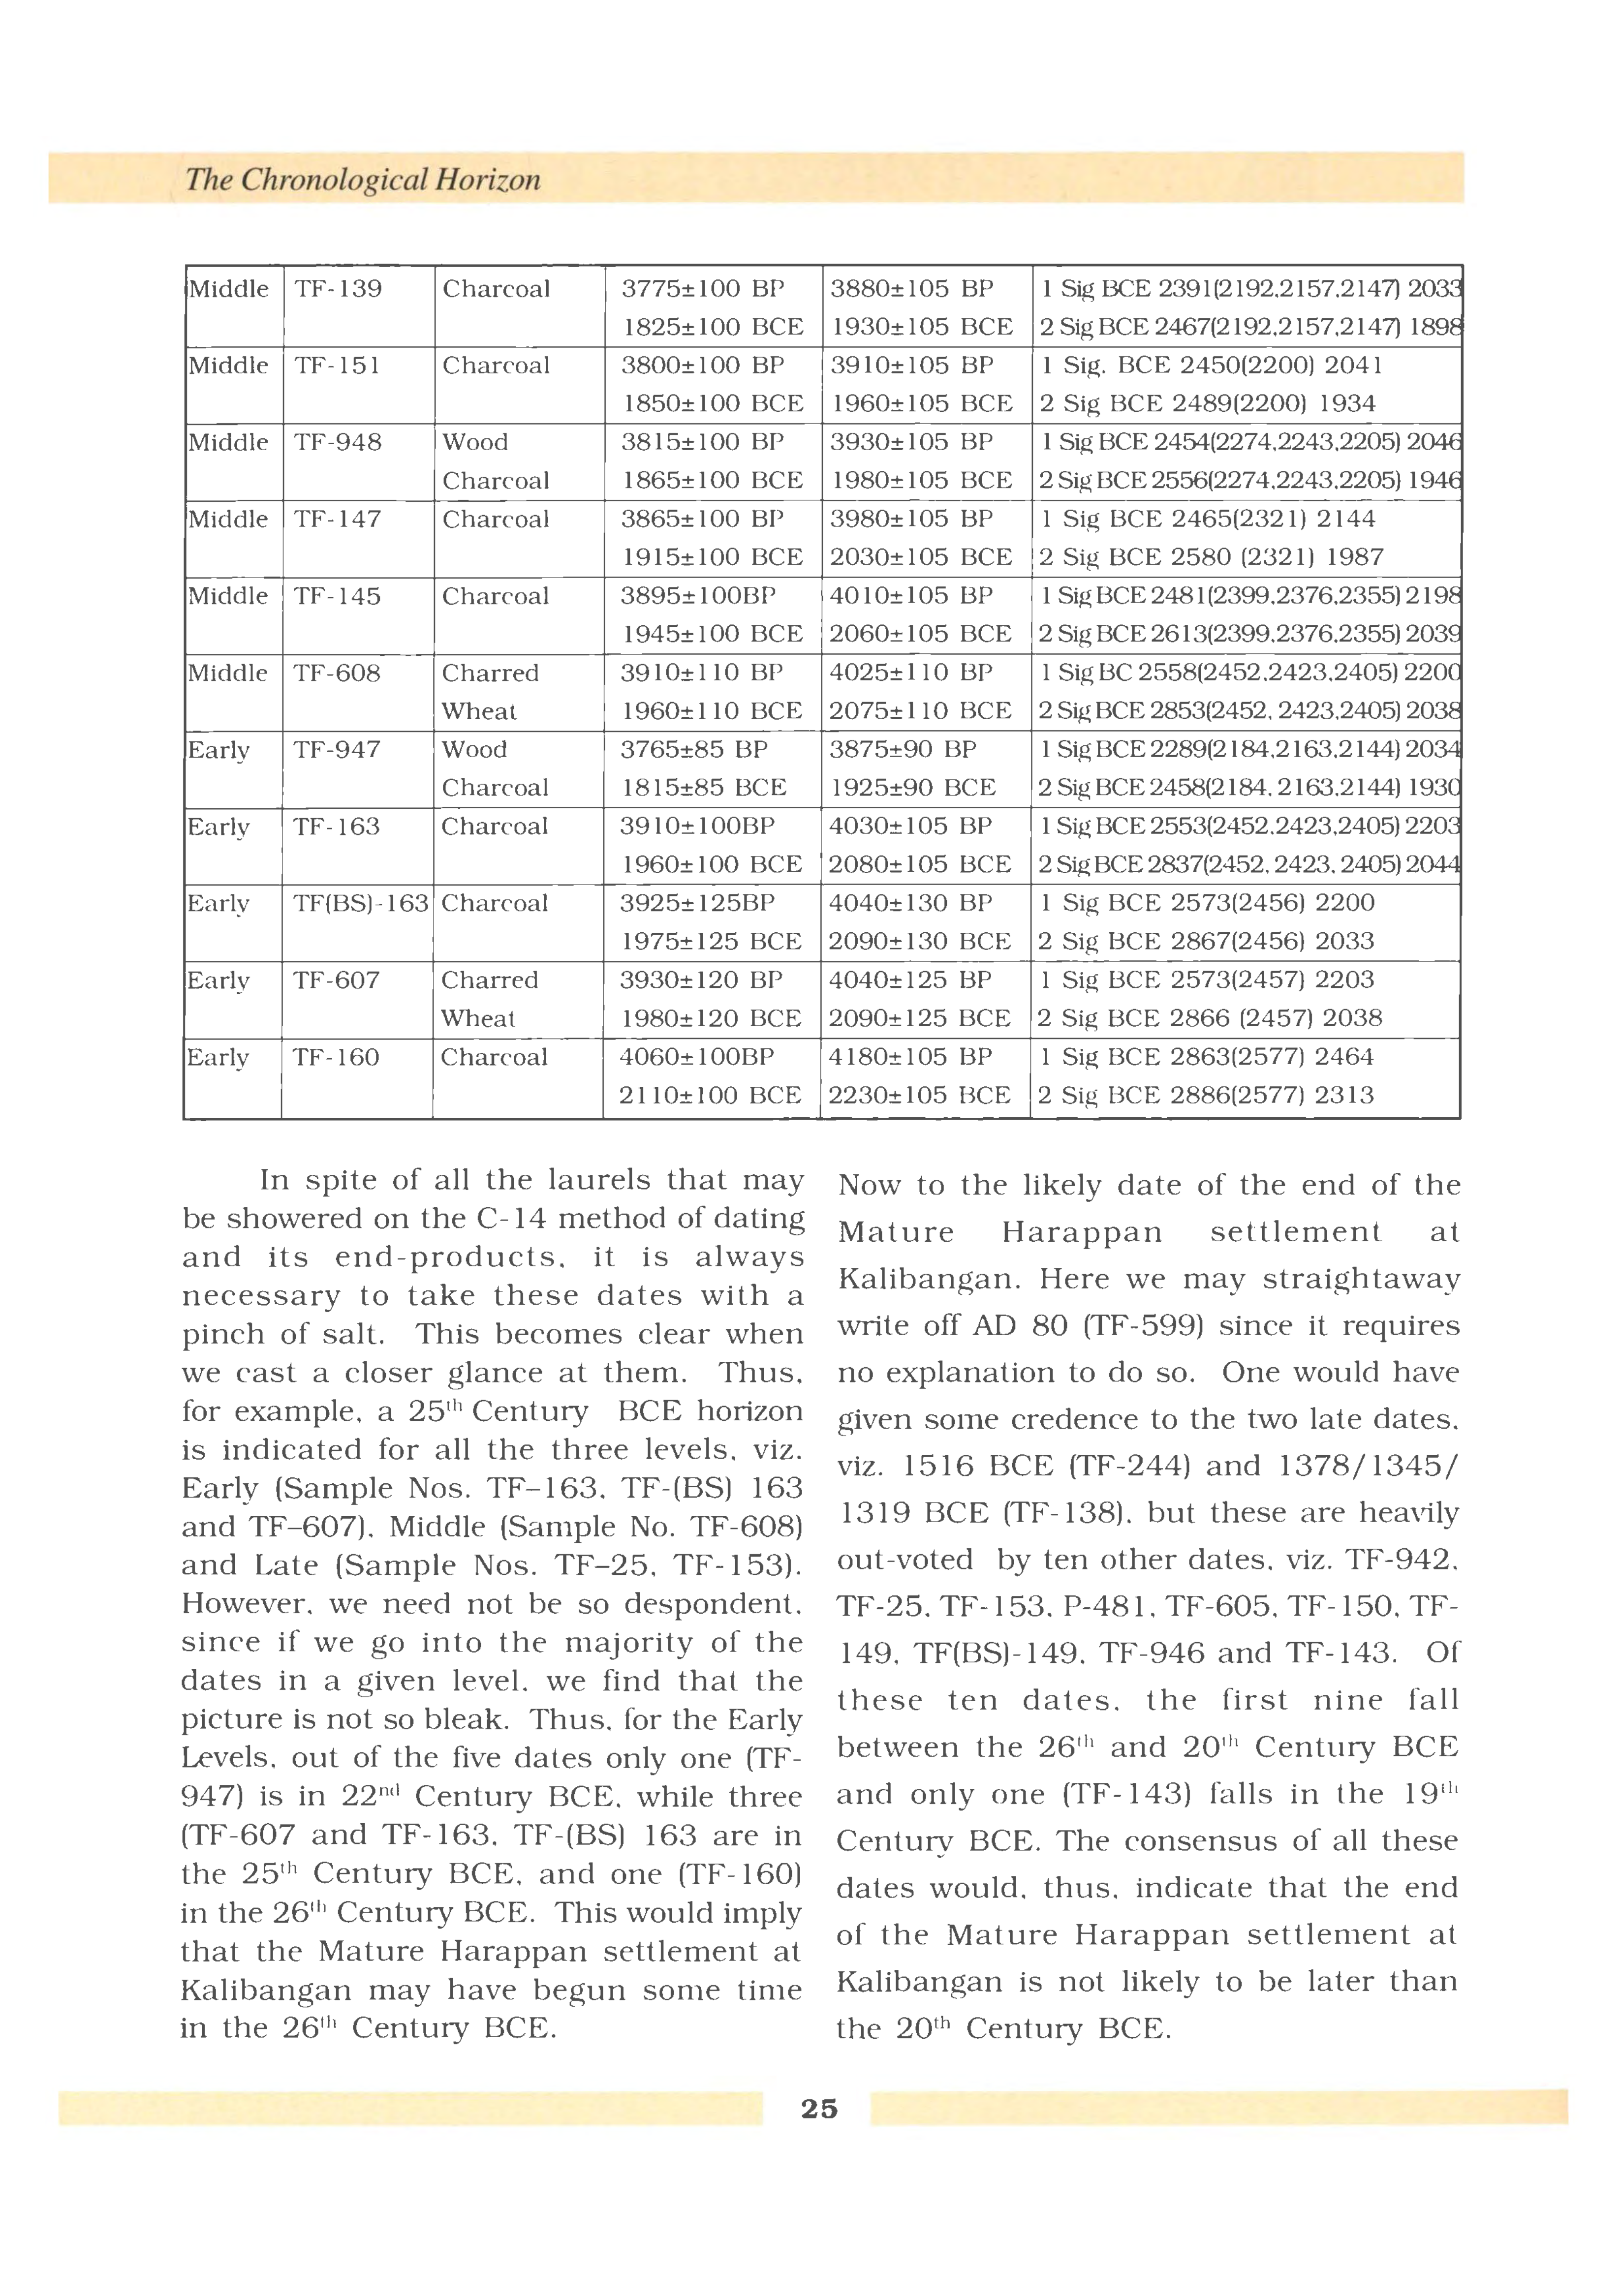 The Chronological Horizon
Middle TF-139 Charcoal 3775±100 BP 3880±105 BP 1 Sig BCE 2391(2192,2157,2147) 2033
1825±100 BCE 1930±105 BCE 2 Sig BCE 2467(2192,2157,2147) 1898
Middle TF-151 Charcoal 3800±100 BP 3910±105 BP 1 Sig. BCE 2450(2200) 2041
1850±100 BCE 1960±105 BCE 2 Sig BCE 2489(2200) 1934
Middle TF-948 Wood 3815±100 BP 3930±105 BP 1 Sig BCE 2454(2274,2243,2205) 2046
Charcoal 1865±100 BCE 1980±105 BCE 2 Sig BCE 2556(2274,2243,2205) 1946
Middle TF-147 Charcoal 3865±100 BP 3980±105 BP 1 Sig BCE 2465(2321) 2144
1915±100 BCE 2030±105 BCE 2 Sig BCE 2580 (2321) 1987
Middle TF-145 Charcoal 3895±100BP 4010±105 BP 1 Sig BCE 2481(2399,2376,2355) 2198
1945±100 BCE 2060±105 BCE 2 Sig BCE 2613(2399,2376,2355) 2039
Middle TF-608 Charred 3910±110 BP 4025±110 BP 1 Sig BC 2558(2452,2423,2405) 2200
Wheat 1960±110 BCE 2075±110 BCE 2 Sig BCE 2853(2452, 2423,2405) 2038
Early TF-947 Wood 3765±85 BP 3875±90 BP 1 Sig BCE 2289(2184,2163,2144) 2034
Charcoal 1815±85 BCE 1925±90 BCE 2 Sig BCE 2458(2184, 2163,2144) 1930
Early TF-163 Charcoal 3910±100BP 4030±105 BP 1 Sig BCE 2553(2452,2423,2405) 2203
1960±100 BCE 2080±105 BCE 2 Sig BCE 2837(2452, 2423, 2405) 2044
Early TF(BS)-163 Charcoal 3925±125BP 4040±130 BP 1 Sig BCE 2573(2456) 2200
1975±125 BCE 2090±130 BCE 2 Sig BCE 2867(2456) 2033
Early TF-607 Charred 3930±120 BP 4040±125 BP 1 Sig BCE 2573(2457) 2203
Wheat 1980±120 BCE 2090±125 BCE 2 Sig BCE 2866 (2457) 2038
Early TF-160 Charcoal 4060±100BP 4180±105 BP 1 Sig BCE 2863(2577) 2464
2110±100 BCE 2230±105 BCE 2 Sig BCE 2886(2577) 2313
In spite of all the laurels that may
be showered on the C-14 method of dating
and its end-products, it is always
necessary to take these dates with a
pinch of salt. This becomes clear when
we cast a closer glance at them. Thus,
for example, a 25th Century BCE horizon
is indicated for all the three levels, viz.
Early (Sample Nos. TF–163, TF-(BS) 163
and TF–607), Middle (Sample No. TF-608)
and Late (Sample Nos. TF–25, TF-153).
However, we need not be so despondent,
since if we go into the majority of the
dates in a given level, we find that the
picture is not so bleak. Thus, for the Early
Levels, out of the five dates only one (TF-
947) is in 22nd Century BCE, while three
(TF-607 and TF-163, TF-(BS) 163 are in
the 25th Century BCE, and one (TF-160)
in the 26th Century BCE. This would imply
that the Mature Harappan settlement at
Kalibangan may have begun some time
in the 26th Century BCE.
Now to the likely date of the end of the
Mature Harappan settlement at
Kalibangan. Here we may straightaway
write off AD 80 (TF-599) since it requires
no explanation to do so. One would have
given some credence to the two late dates,
viz. 1516 BCE (TF-244) and 1378/1345/
1319 BCE (TF-138), but these are heavily
out-voted by ten other dates, viz. TF-942,
TF-25, TF-153, P-481, TF-605, TF-150, TF-
149, TF(BS)-149, TF-946 and TF-143. Of
these ten dates, the first nine fall
between the 26th and 20th Century BCE
and only one (TF-143) falls in the 19th
Century BCE. The consensus of all these
dates would, thus, indicate that the end
of the Mature Harappan settlement at
Kalibangan is not likely to be later than
the 20th Century BCE.
25